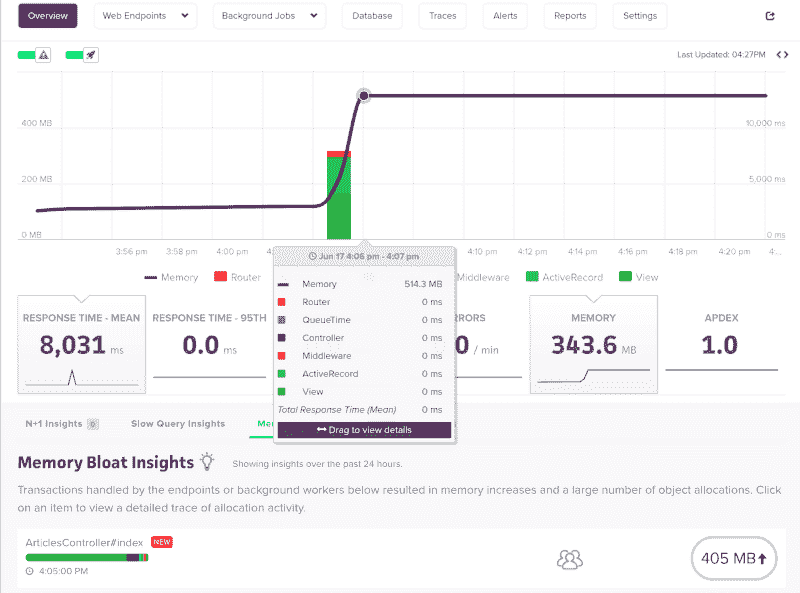 Overview Web Endpoints Background Jobs Database Traces Alerts Reports Settings
Last Updated: 04:27PM
400 MB 10,000 ms
200 MB 5,000 ms
0 MB 0 ms
3:56 pm 3:58 pm 4:00 pm 4:02 pm 4:10 pm 4:12 pm 4:14 pm 4:16 pm 4:18 pm 4:20 pm 4:...
Memory Router Middleware ActiveRecord View
Jun 17 4:06 pm - 4:07 pm
Memory 514.3 MB
Router 0 ms
QueueTime 0 ms
Controller 0 ms
Middleware 0 ms
ActiveRecord 0 ms
View 0 ms
Total Response Time (Mean) 0 ms
Drag to view details
RESPONSE TIME - MEAN
8,031 ms
RESPONSE TIME - 95TH
0.0 ms
RRORS
0 / min
MEMORY
343.6 MB
APDEX
1.0
N+1 Insights 0 Slow Query Insights Me
Memory Bloat Insights Showing insights over the past 24 hours.
Transactions handled by the endpoints or background workers below resulted in memory increases and a large number of object allocations. Click
on an item to view a detailed trace of allocation activity.
ArticlesController#index NEW
4:05:00 PM
405 MB